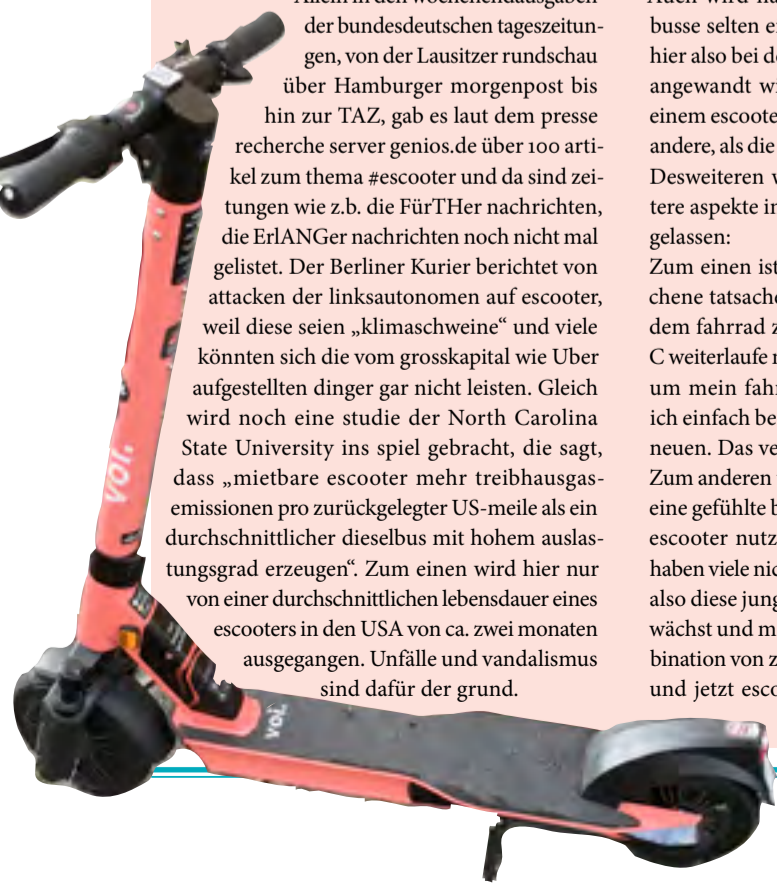 Allein in den wochenendausgaben
der bundesdeutschen tageszeitun-
gen, von der Lausitzer rundschau
über Hamburger morgenpost bis
hin zur TAZ, gab es laut dem presse
recherche server genios.de über 100 arti-
kel zum thema #escooter und da sind zei-
tungen wie z.b. die FürTHer nachrichten,
die ErlANGer nachrichten noch nicht mal
gelistet. Der Berliner Kurier berichtet von
attacken der linksautonomen auf escooter,
weil diese seien „klimaschweine“ und viele
könnten sich die vom grosskapital wie Uber
aufgestellten dinger gar nicht leisten. Gleich
wird noch eine studie der North Carolina
State University ins spiel gebracht, die sagt,
dass „mietbare escooter mehr treibhausgas-
emissionen pro zurückgelegter US-meile als ein
durchschnittlicher dieselbus mit hohem auslas-
tungsgrad erzeugen“. Zum einen wird hier nur
von einer durchschnittlichen lebensdauer eines
escooters in den USA von ca. zwei monaten
ausgegangen. Unfälle und vandalismus
sind dafür der grund.
Auch wird
busse selten
hier also bei
angewandt
einem escoote
andere, als die
Desweiteren
tere aspekte
gelassen:
Zum einen ist
chene tatsache
dem fahrrad
C weiterlaufe
um mein
ich einfach
neuen. Das
Zum anderen
eine gefühlte
escooter
haben viele
also diese
wächst und
bination von
und jetzt
voi.
voi.